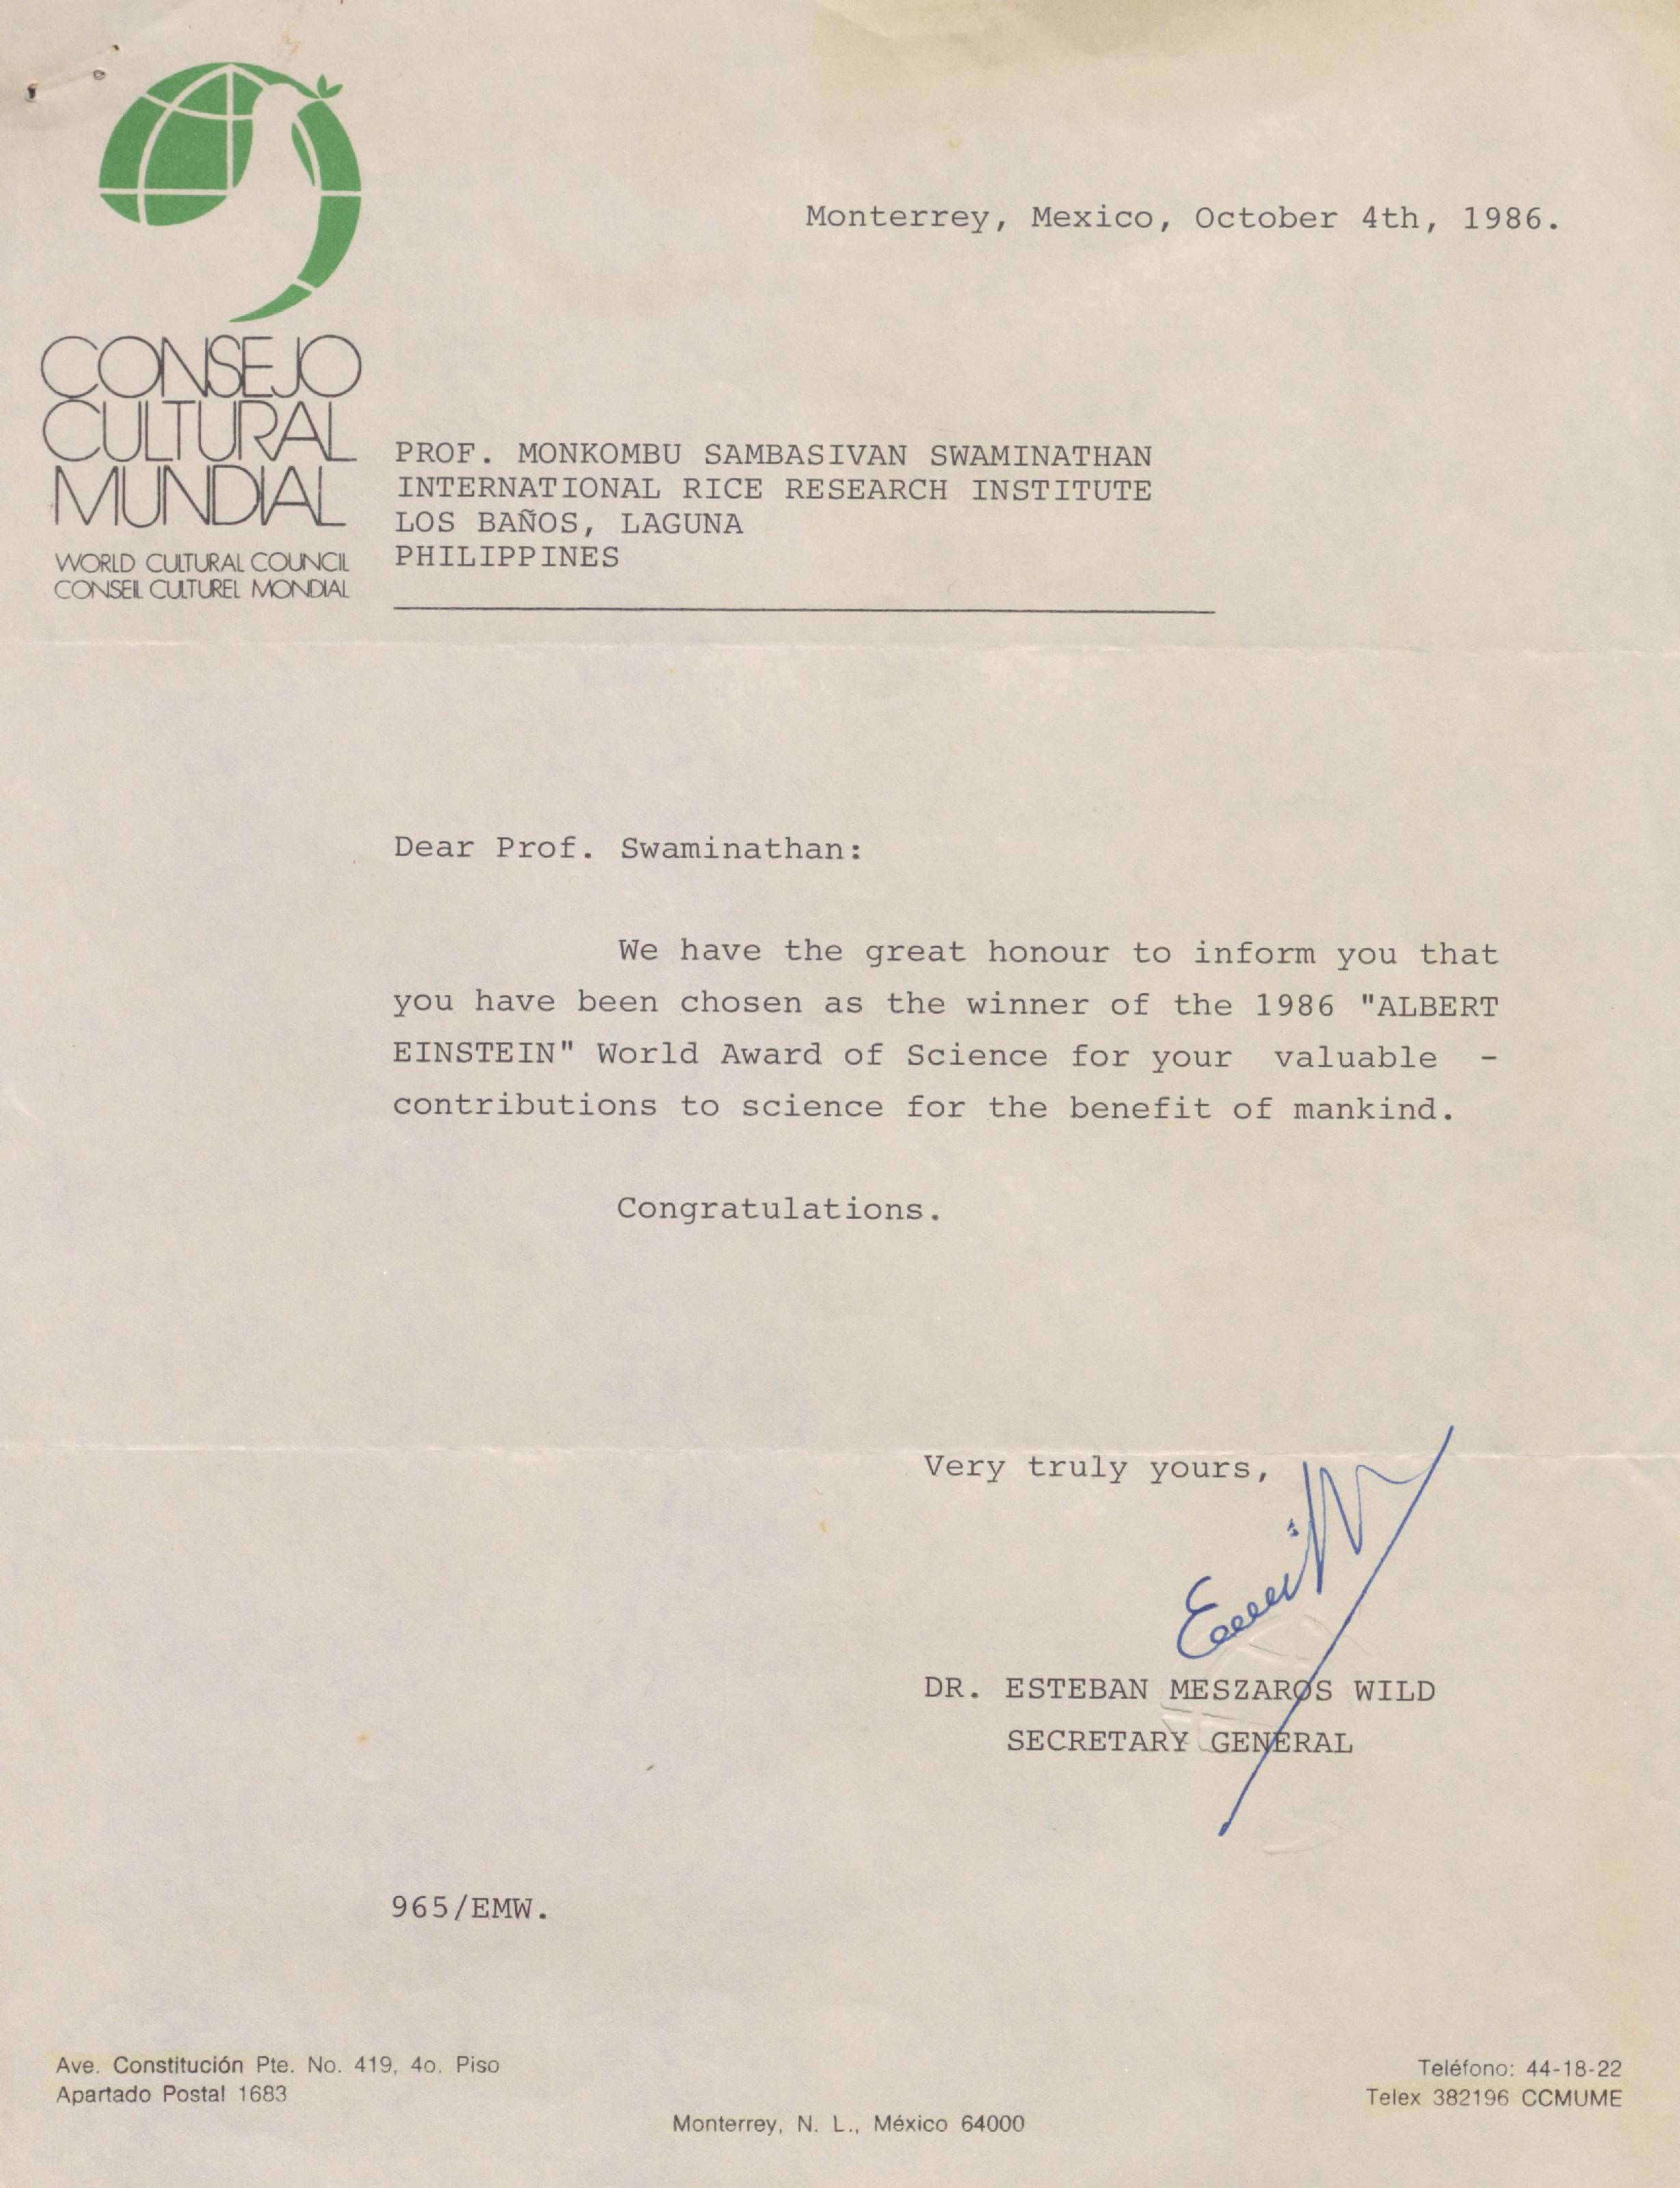 Monterrey, Mexico, October 4th, 1986.
CONSEJO
CULTURAL
MUNDIAL
WORLD CULTURAL COUNCIL
CONSEIL CULTUREL MONDIAL
PROF. MONKOMBU SAMBASIVAN SWAMINATHAN
INTERNATIONAL RICE RESEARCH INSTITUTE
LOS BAÑOS, LAGUNA
PHILIPPINES
Dear Prof. Swaminathan:
We have the great honour to inform you that
you have been chosen as the winner of the 1986 "ALBERT
EINSTEIN" World Award of Science for your valuable -
contributions to science for the benefit of mankind.
Congratulations.
Very truly yours,
DR. ESTEBAN MESZAROS WILD
SECRETARY GENERAL
965/EMW.
Ave. Constitución Pte. No. 419, 4o. Piso
Apartado Postal 1683
Teléfono: 44-18-22
Telex 382196 CCMUME
Monterrey, N. L., México 64000